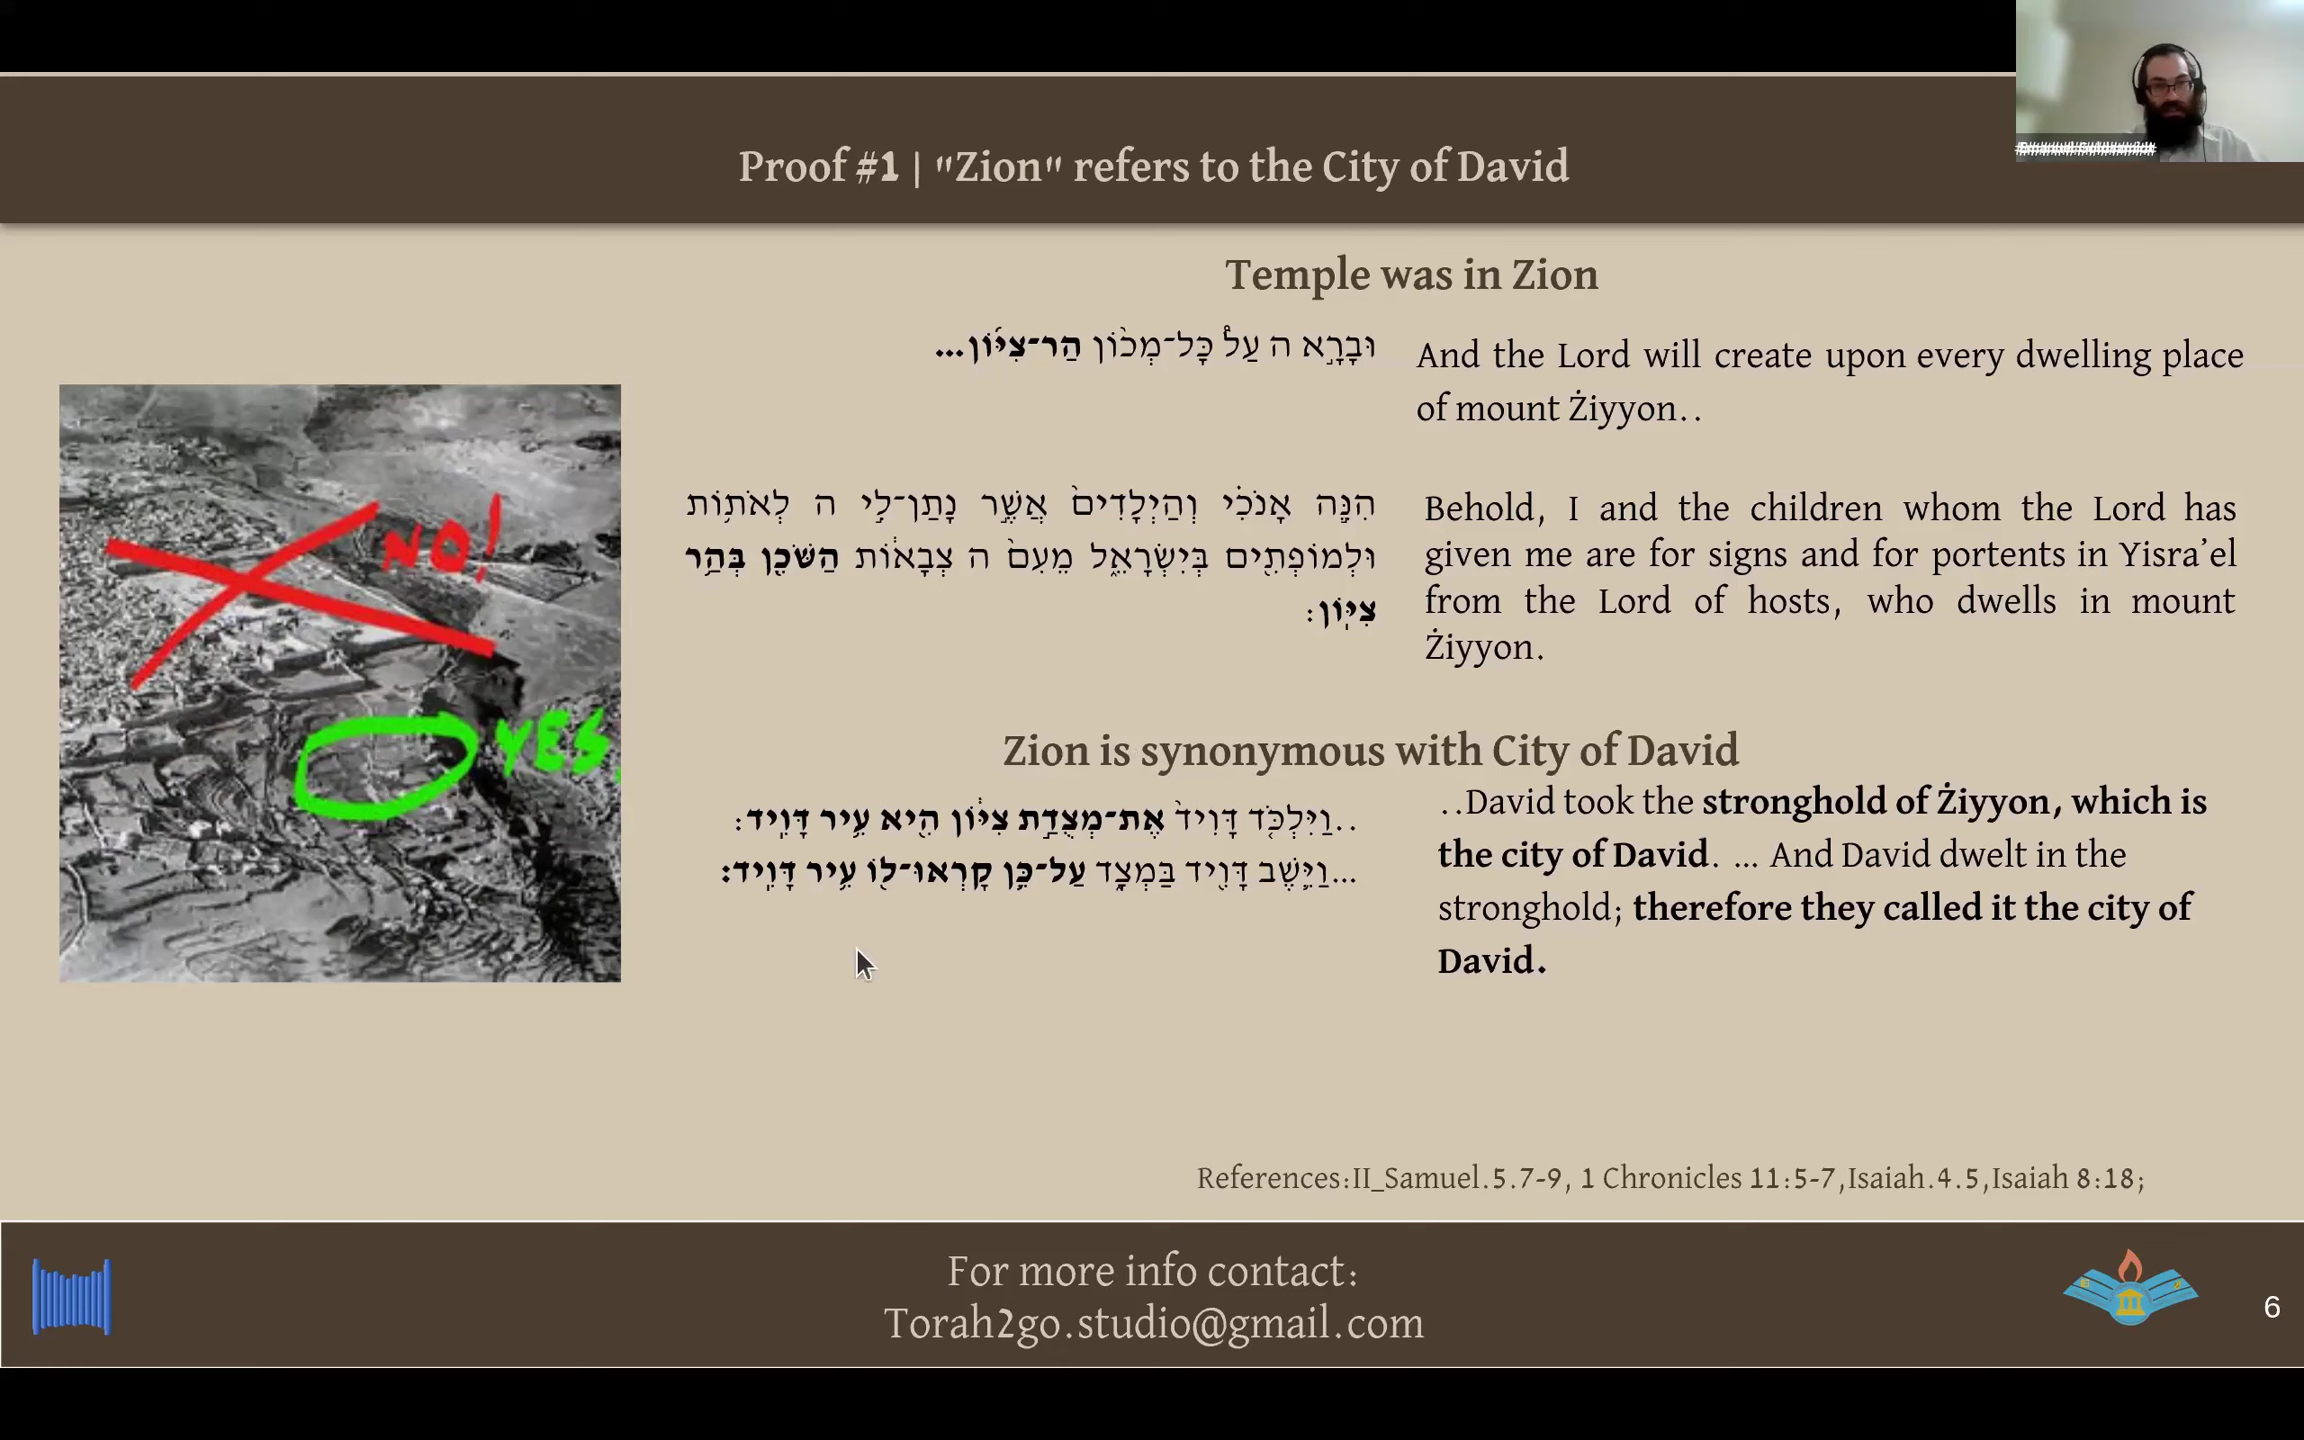 Proof #1 | "Zion" refers to the City of David
Temple was in Zion
וּבָרָ֣א ה עַל֩ כָּל־מְכ֨וֹן הַר־צִיּ֜וֹן...
And the Lord will create upon every dwelling place
of mount Żiyyon..
הִנֵּ֣ה אָנֹכִ֗י וְהַיְלָדִים֙ אֲשֶׁ֣ר נָתַן־לִ֣י ה לְאֹת֥וֹת
וּלְמוֹפְתִ֖ים בְּיִשְׂרָאֵ֑ל מֵעִם֙ ה צְבָא֔וֹת הַשֹּׁכֵ֖ן בְּהַ֥ר
צִיּֽוֹן׃
Behold, I and the children whom the Lord has
given me are for signs and for portents in Yisra’el
from the Lord of hosts, who dwells in mount
Żiyyon.
NO!
YES
Zion is synonymous with City of David
..וַיִּלְכֹּ֣ד דָּוִיד֙ אֶת־מְצֻדַ֣ת צִיּ֔וֹן הִ֖יא עִ֥יר דָּוִֽיד׃
...וַיֵּ֥שֶׁב דָּוִ֖יד בַּמְצָ֑ד עַל־כֵּ֥ן קָרְאוּ־ל֖וֹ עִ֥יר דָּוִֽיד׃
..David took the stronghold of Żiyyon, which is
the city of David. ... And David dwelt in the
stronghold; therefore they called it the city of
David.
References:II_Samuel.5.7-9, 1 Chronicles 11:5-7,Isaiah.4.5,Isaiah 8:18;
For more info contact:
Torah2go.studio@gmail.com
6